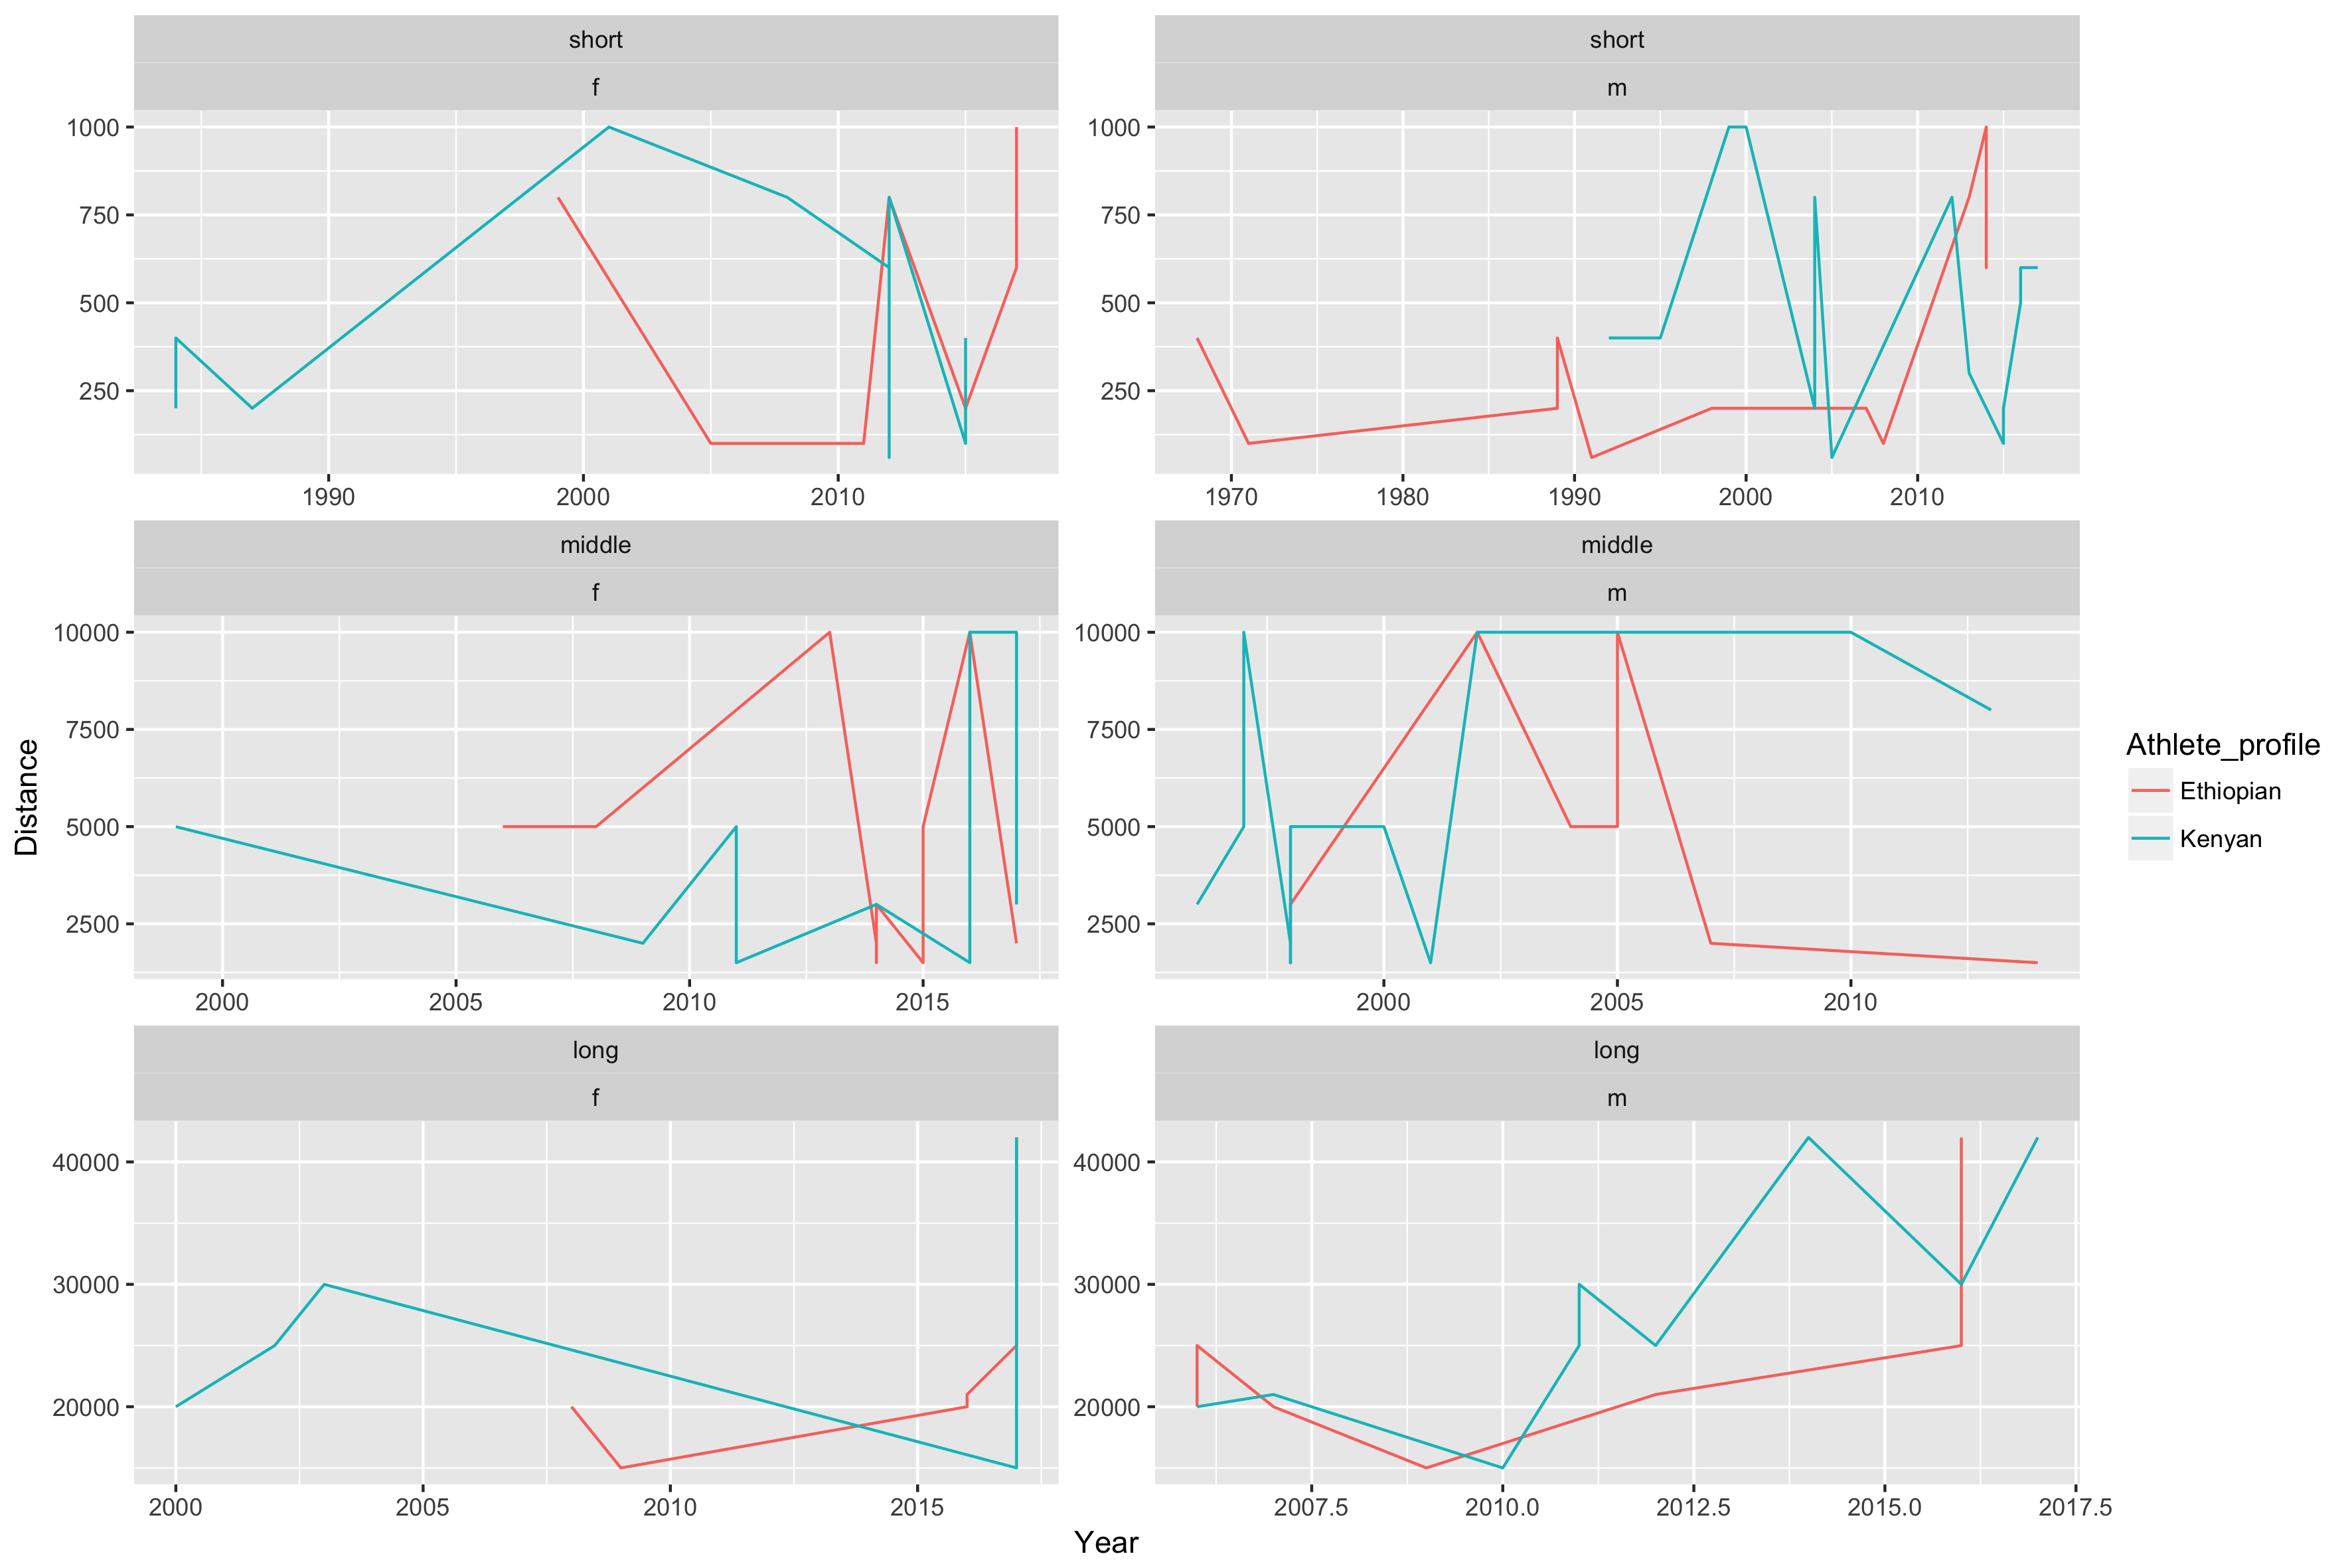 short
f
1000
750
500
250
1990 2000 2010
short
m
1000
750
500
250
1970 1980 1990 2000 2010
middle
f
10000
7500
5000
2500
2000 2005 2010 2015
middle
m
10000
7500
5000
2500
2000 2005 2010
long
f
40000
30000
20000
2000 2005 2010 2015
long
m
40000
30000
20000
2007.5 2010.0 2012.5 2015.0 2017.5
Distance
Year
Athlete_profile
Ethiopian
Kenyan